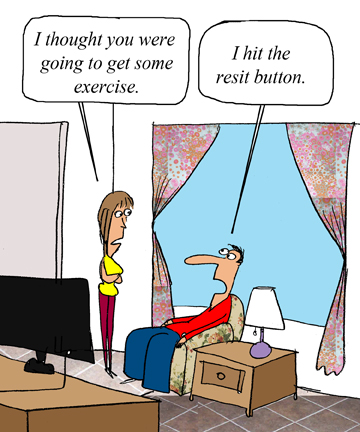 I thought you were
going to get some
exercise.
I hit the
resit button.